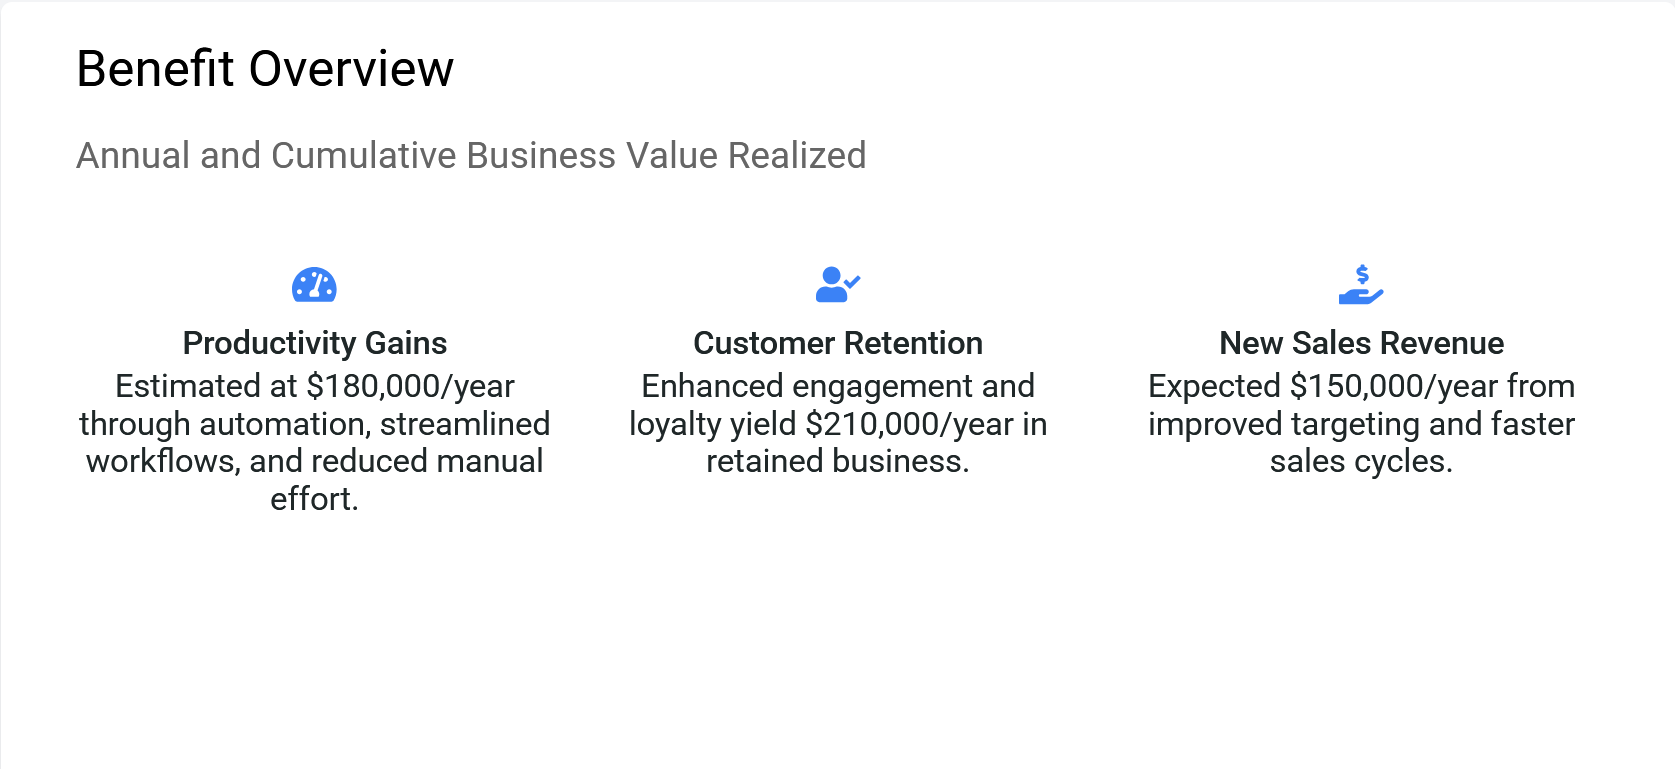 Benefit Overview
Annual and Cumulative Business Value Realized
Productivity Gains
Estimated at $180,000/year
through automation, streamlined
workflows, and reduced manual
effort.
Customer Retention
Enhanced engagement and
loyalty yield $210,000/year in
retained business.
New Sales Revenue
Expected $150,000/year from
improved targeting and faster
sales cycles.